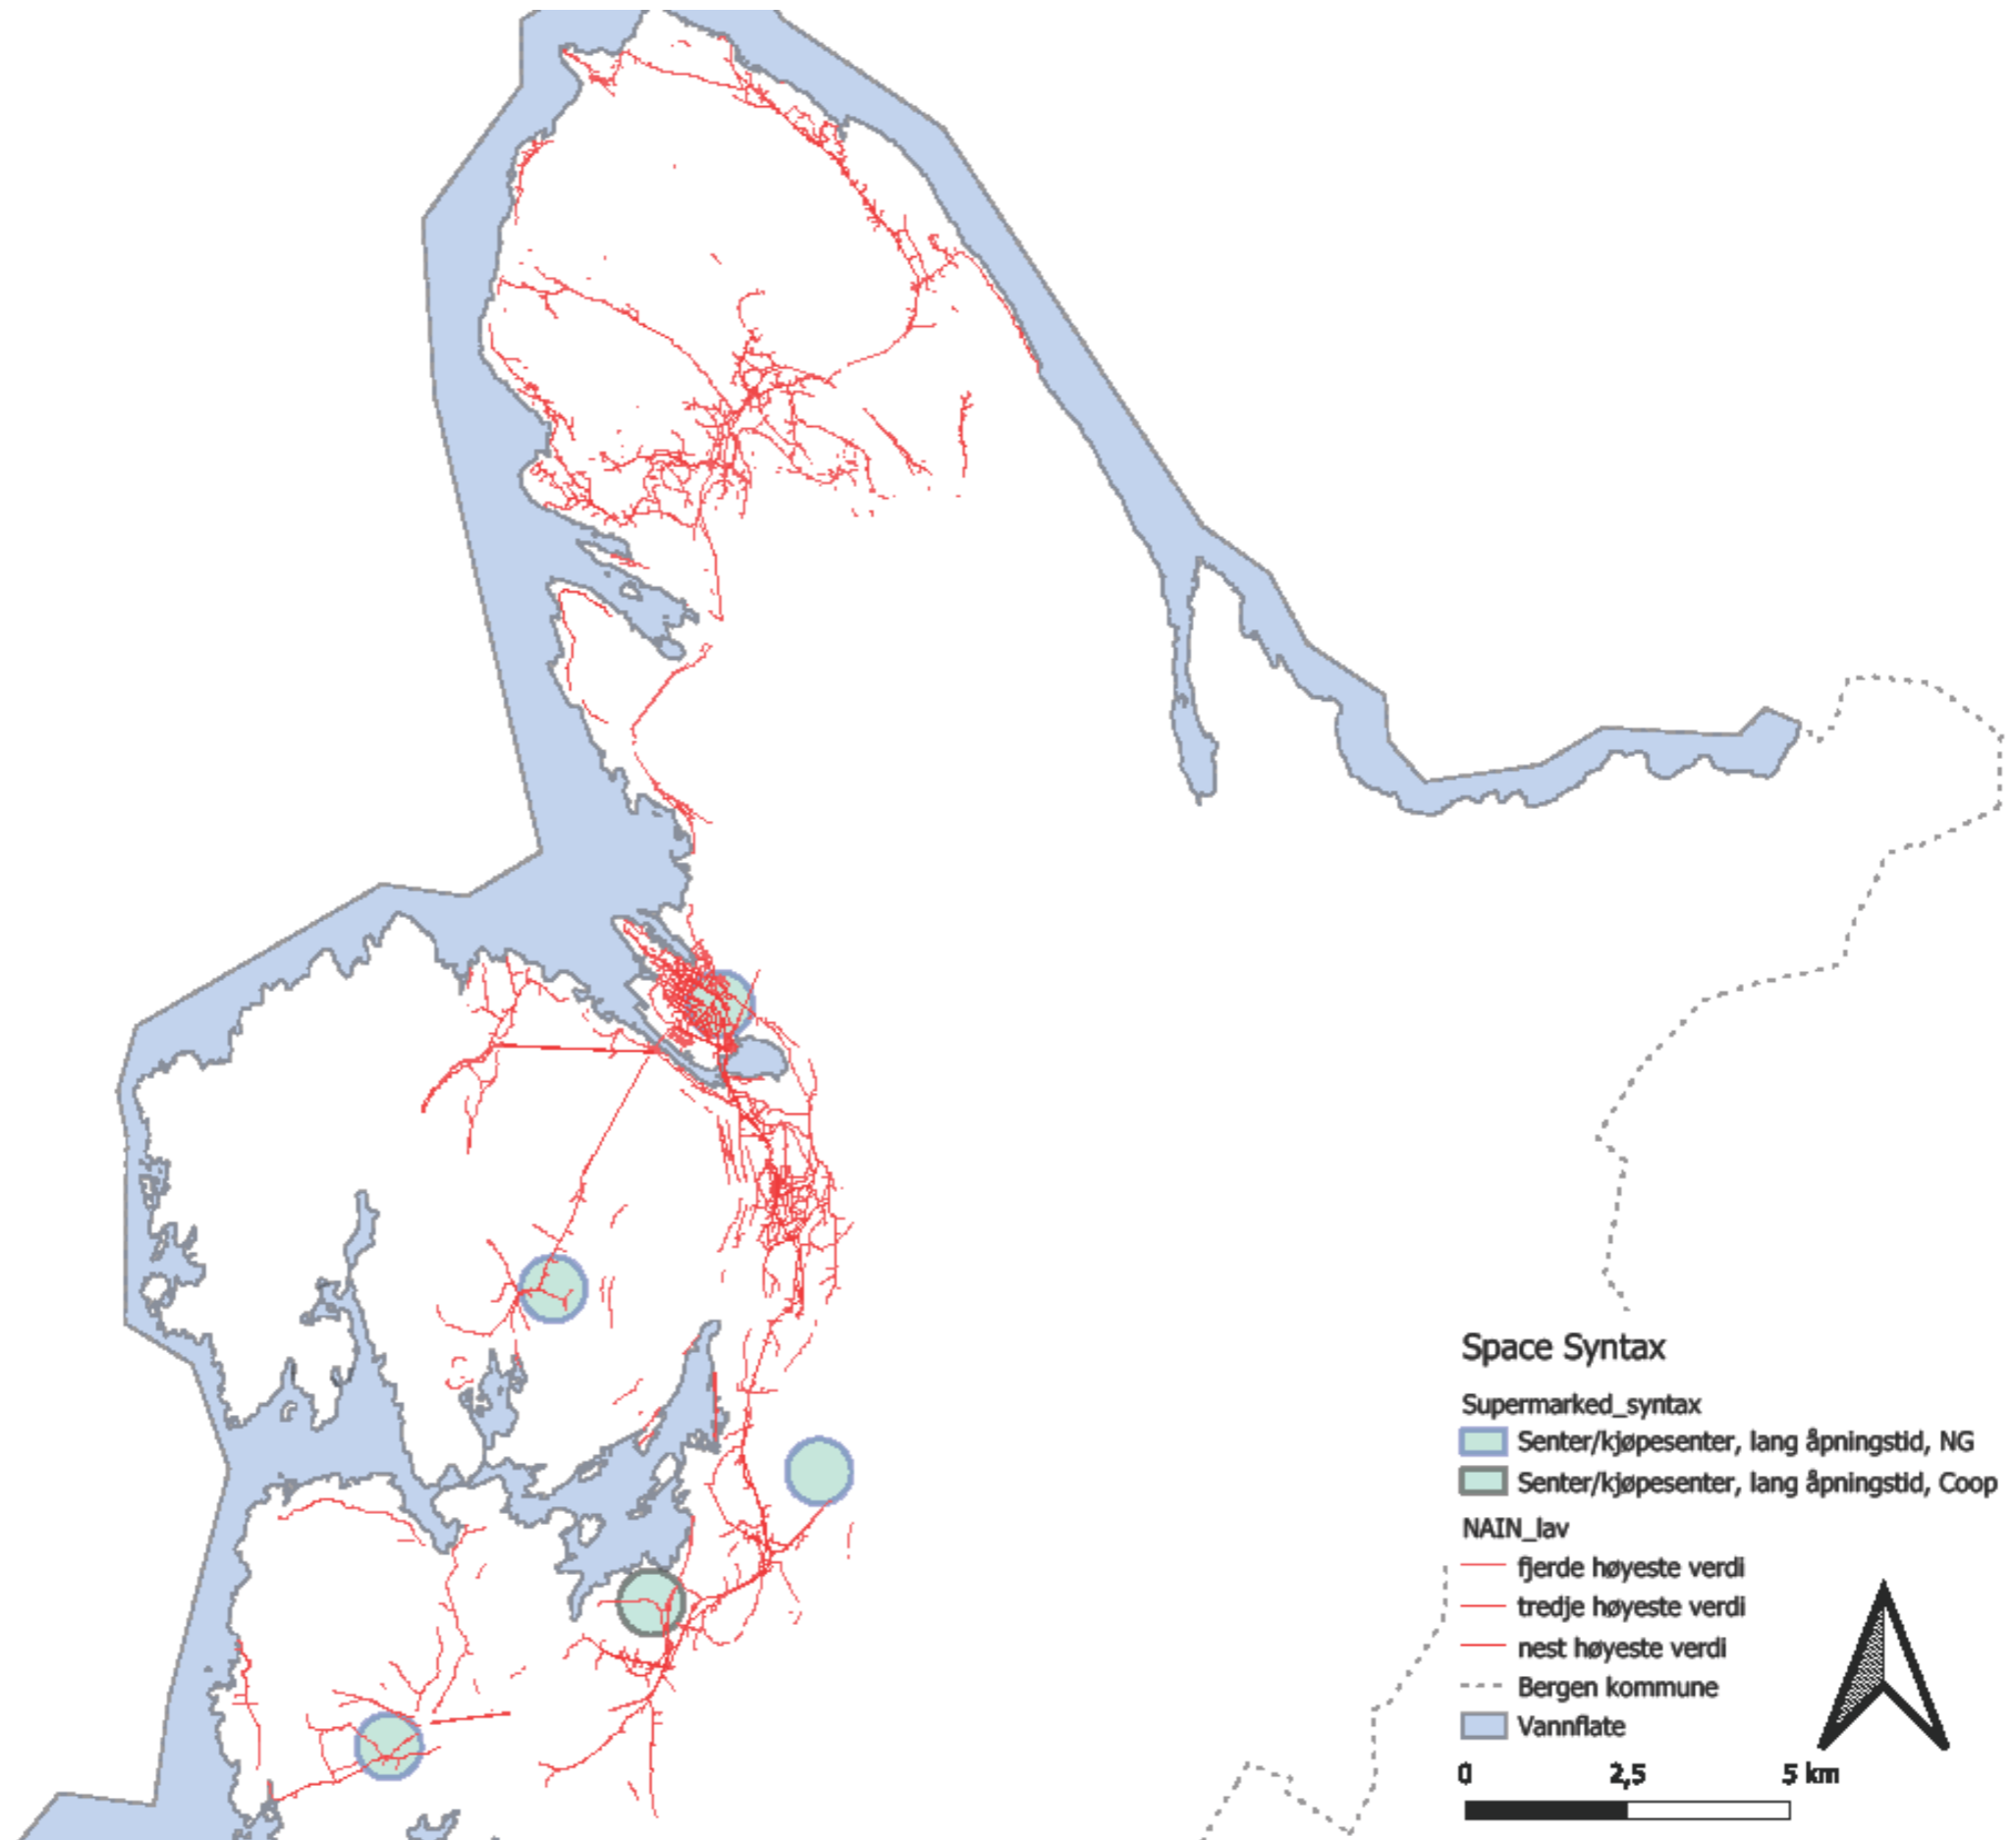 Space Syntax
Supermarked_syntax
Senter/kjøpesenter, lang åpningstid, NG
Senter/kjøpesenter, lang åpningstid, Coop
NAIN_lav
fjerde høyeste verdi
tredje høyeste verdi
nest høyeste verdi
Bergen kommune
Vannflate
0 2,5 5 km